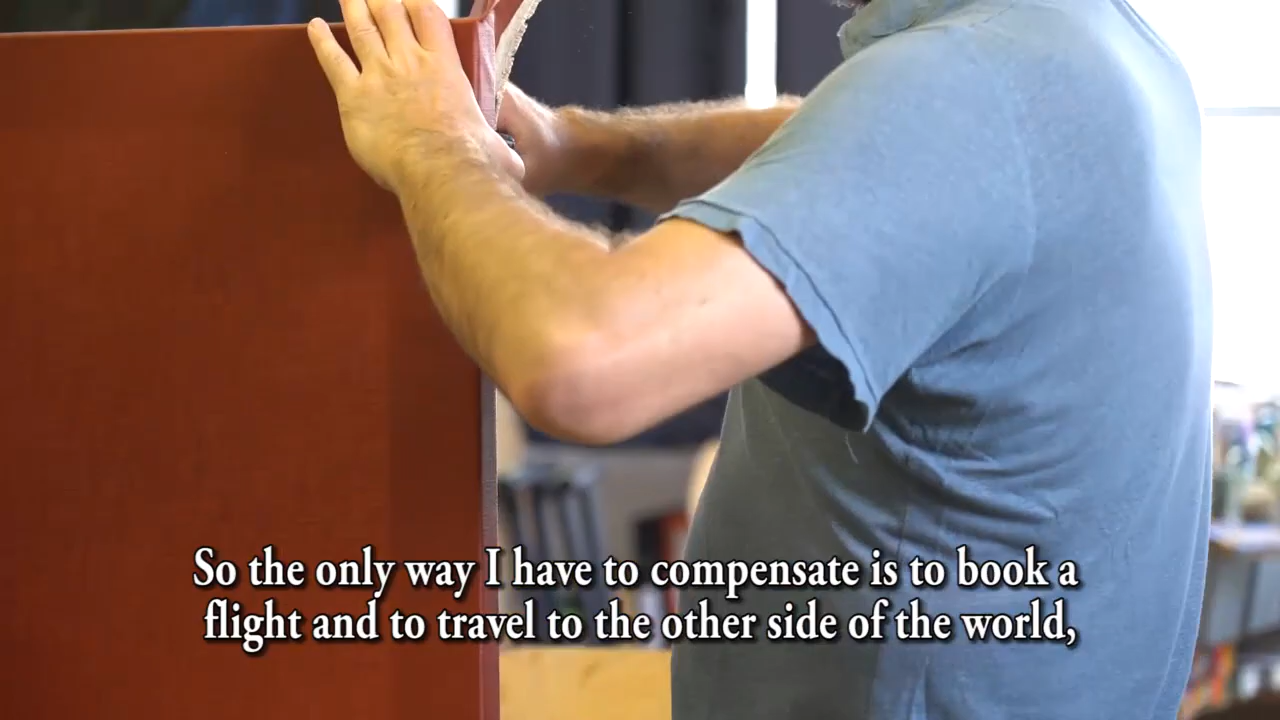 So the only way I have to compensate is to book a
flight and to travel to the other side of the world,